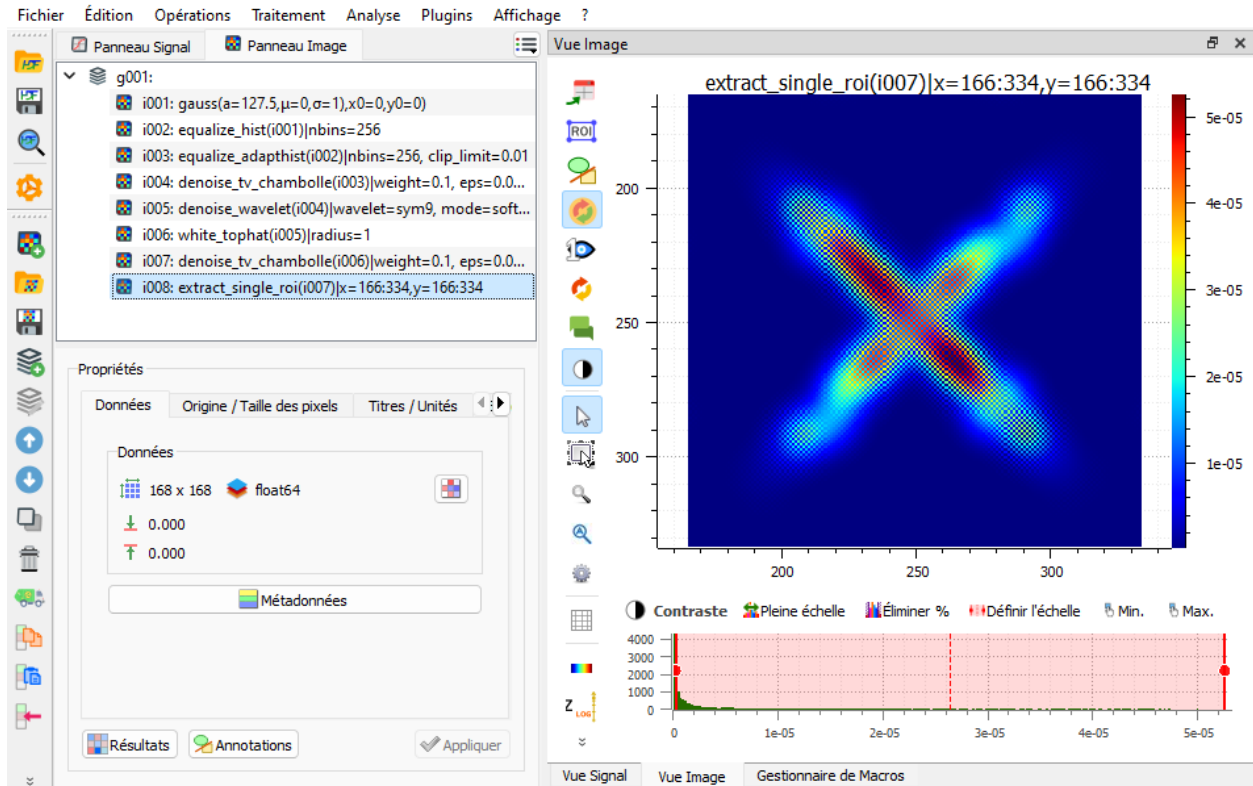 Fichier Édition Opérations Traitement Analyse Plugins Affichage ?
Panneau Signal Panneau Image
g001:
i001: gauss(a=127.5,μ=0,σ=1),x0=0,y0=0)
i002: equalize_hist(i001)|nbins=256
i003: equalize_adapthist(i002)|nbins=256, clip_limit=0.01
i004: denoise_tv_chambolle(i003)|weight=0.1, eps=0.0...
i005: denoise_wavelet(i004)|wavelet=sym9, mode=soft...
i006: white_tophat(i005)|radius=1
i007: denoise_tv_chambolle(i006)|weight=0.1, eps=0.0...
i008: extract_single_roi(i007)|x=166:334,y=166:334
Propriétés
Données Origine / Taille des pixels Titres / Unités
Données
168 x 168 float64
0.000
0.000
Métadonnées
Résultats Annotations Appliquer
Vue Image
extract_single_roi(i007)|x=166:334,y=166:334
ROI
HDF
HDF
LOG
Z
200
250
300
200 250 300
5e-05
4e-05
3e-05
2e-05
1e-05
Contraste Pleine échelle Éliminer % Définir l'échelle Min. Max.
4000
3000
2000
1000
0
0 1e-05 2e-05 3e-05 4e-05 5e-05
Vue Signal Vue Image Gestionnaire de Macros